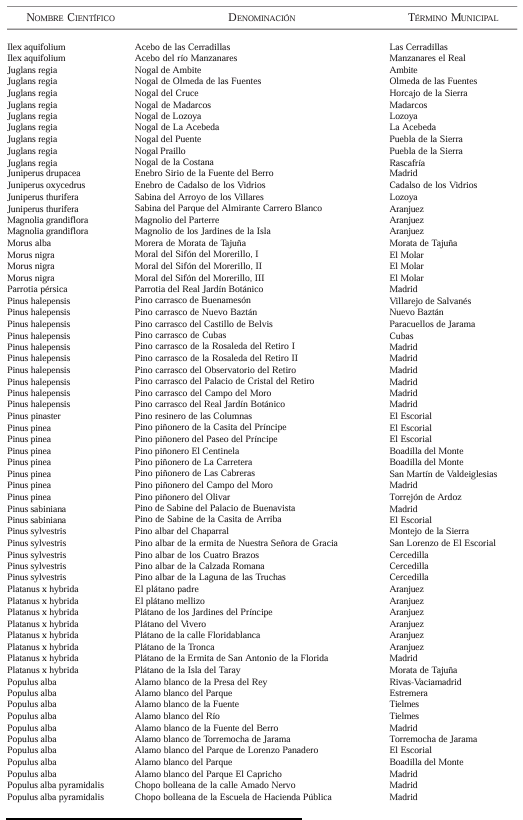 NOMBRE CIENTÍFICO DENOMINACIÓN TÉRMINO MUNICIPAL
Ilex aquifolium Acebo de las Cerradillas Las Cerradillas
Ilex aquifolium Acebo del río Manzanares Manzanares el Real
Juglans regia Nogal de Ambite Ambite
Juglans regia Nogal de Olmeda de las Fuentes Olmeda de las Fuentes
Juglans regia Nogal del Cruce Horcajo de la Sierra
Juglans regia Nogal de Madarcos Madarcos
Juglans regia Nogal de Lozoya Lozoya
Juglans regia Nogal de La Acebeda La Acebeda
Juglans regia Nogal del Puente Puebla de la Sierra
Juglans regia Nogal Praillo Puebla de la Sierra
Juglans regia Nogal de la Costana Rascafría
Juniperus drupacea Enebro Sirio de la Fuente del Berro Madrid
Juniperus oxycedrus Enebro de Cadalso de los Vidrios Cadalso de los Vidrios
Juniperus thurifera Sabina del Arroyo de los Villares Lozoya
Juniperus thurifera Sabina del Parque del Almirante Carrero Blanco Aranjuez
Magnolia grandiflora Magnolio del Parterre Aranjuez
Magnolia grandiflora Magnolio de los Jardines de la Isla Aranjuez
Morus alba Morera de Morata de Tajuña Morata de Tajuña
Morus nigra Moral del Sifón del Morerillo, I El Molar
Morus nigra Moral del Sifón del Morerillo, II El Molar
Morus nigra Moral del Sifón del Morerillo, III El Molar
Parrotia pérsica Parrotia del Real Jardín Botánico Madrid
Pinus halepensis Pino carrasco de Buenamesón Villarejo de Salvanés
Pinus halepensis Pino carrasco de Nuevo Baztán Nuevo Baztán
Pinus halepensis Pino carrasco del Castillo de Belvis Paracuellos de Jarama
Pinus halepensis Pino carrasco de Cubas Cubas
Pinus halepensis Pino carrasco de la Rosaleda del Retiro I Madrid
Pinus halepensis Pino carrasco de la Rosaleda del Retiro II Madrid
Pinus halepensis Pino carrasco del Observatorio del Retiro Madrid
Pinus halepensis Pino carrasco del Palacio de Cristal del Retiro Madrid
Pinus halepensis Pino carrasco del Campo del Moro Madrid
Pinus halepensis Pino carrasco del Real Jardín Botánico Madrid
Pinus pinaster Pino resinero de las Columnas El Escorial
Pinus pinea Pino piñonero de la Casita del Príncipe El Escorial
Pinus pinea Pino piñonero del Paseo del Príncipe El Escorial
Pinus pinea Pino piñonero El Centinela Boadilla del Monte
Pinus pinea Pino piñonero de La Carretera Boadilla del Monte
Pinus pinea Pino piñonero de Las Cabreras San Martín de Valdeiglesias
Pinus pinea Pino piñonero del Campo del Moro Madrid
Pinus pinea Pino piñonero del Olivar Torrejón de Ardoz
Pinus sabiniana Pino de Sabine del Palacio de Buenavista Madrid
Pinus sabiniana Pino de Sabine de la Casita de Arriba El Escorial
Pinus sylvestris Pino albar del Chaparral Montejo de la Sierra
Pinus sylvestris Pino albar de la ermita de Nuestra Señora de Gracia San Lorenzo de El Escorial
Pinus sylvestris Pino albar de los Cuatro Brazos Cercedilla
Pinus sylvestris Pino albar de la Calzada Romana Cercedilla
Pinus sylvestris Pino albar de la Laguna de las Truchas Cercedilla
Platanus x hybrida El plátano padre Aranjuez
Platanus x hybrida El plátano mellizo Aranjuez
Platanus x hybrida Plátano de los Jardines del Príncipe Aranjuez
Platanus x hybrida Plátano del Vivero Aranjuez
Platanus x hybrida Plátano de la calle Floridablanca Aranjuez
Platanus x hybrida Plátano de la Tronca Aranjuez
Platanus x hybrida Plátano de la Ermita de San Antonio de la Florida Madrid
Platanus x hybrida Plátano de la Isla del Taray Morata de Tajuña
Populus alba Alamo blanco de la Presa del Rey Rivas-Vaciamadrid
Populus alba Alamo blanco del Parque Estremera
Populus alba Alamo blanco de la Fuente Tielmes
Populus alba Alamo blanco del Río Tielmes
Populus alba Alamo blanco de la Fuente del Berro Madrid
Populus alba Alamo blanco de Torremocha de Jarama Torremocha de Jarama
Populus alba Alamo blanco del Parque de Lorenzo Panadero El Escorial
Populus alba Alamo blanco del Parque Boadilla del Monte
Populus alba Alamo blanco del Parque El Capricho Madrid
Populus alba pyramidalis Chopo bolleana de la calle Amado Nervo Madrid
Populus alba pyramidalis Chopo bolleana de la Escuela de Hacienda Pública Madrid